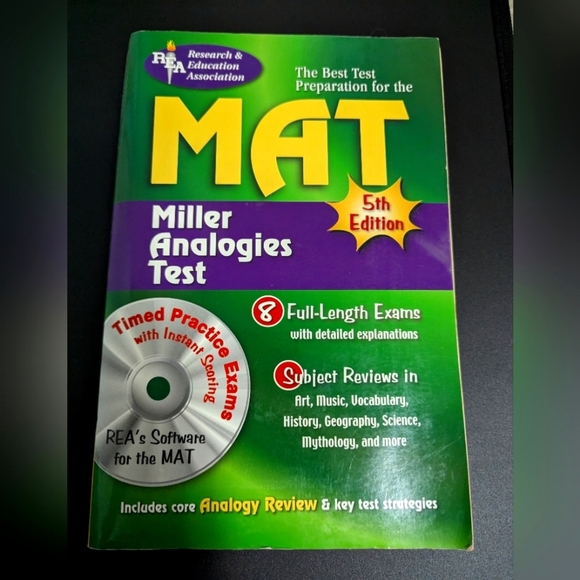 REA
Research &
Education
Association
The Best Test
Preparation for the
MAT
5th
Edition
Miller
Analogies
Test
8 Full-Length Exams
with detailed explanations
Timed Practice Exams
with Instant Scoring
REA's Software
for the MAT
Subject Reviews in
Art, Music, Vocabulary,
History, Geography, Science,
Mythology, and more
Includes core Analogy Review & key test strategies